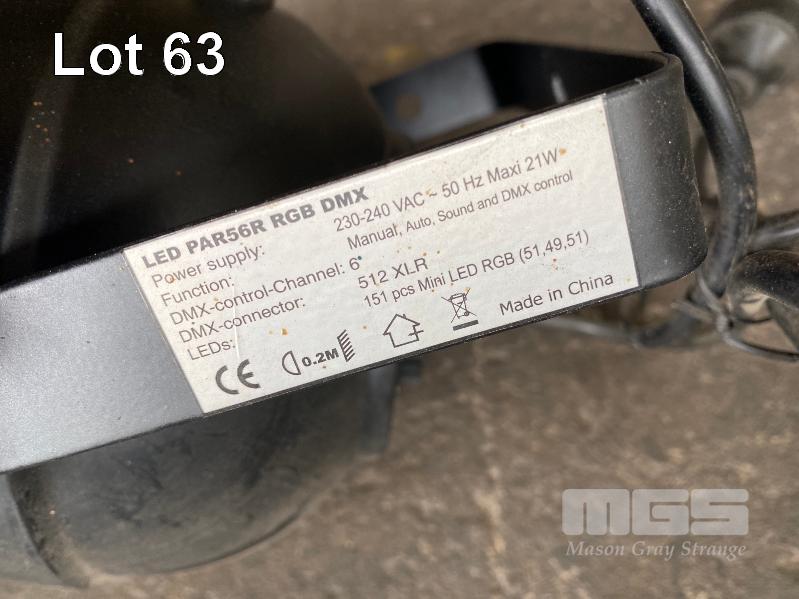 Lot 63
LED PAR56R RGB DMX
Power supply: 230-240 VAC ~ 50 Hz Maxi 21W
Function: Manual, Auto, Sound and DMX control
DMX-control-Channel: 6
DMX-connector: 512 XLR
LEDs: 151 pcs Mini LED RGB (51,49,51)
CE 0.2M Made in China
MGS
Mason Gray Strange